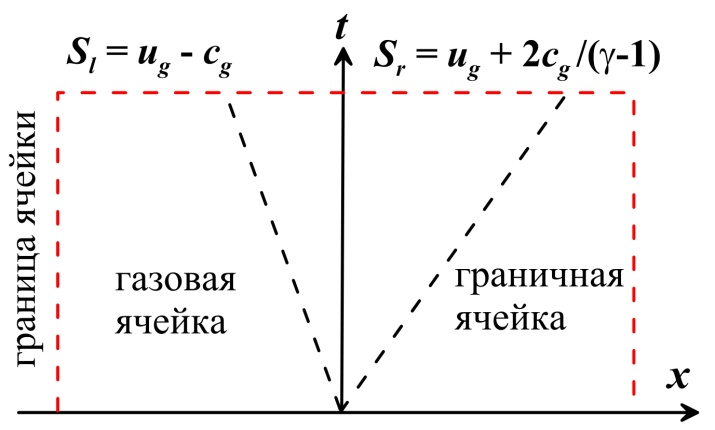 t
S_l = u_g - c_g
S_r = u_g + 2c_g/(γ-1)
граница ячейки
газовая
ячейка
граничная
ячейка
x